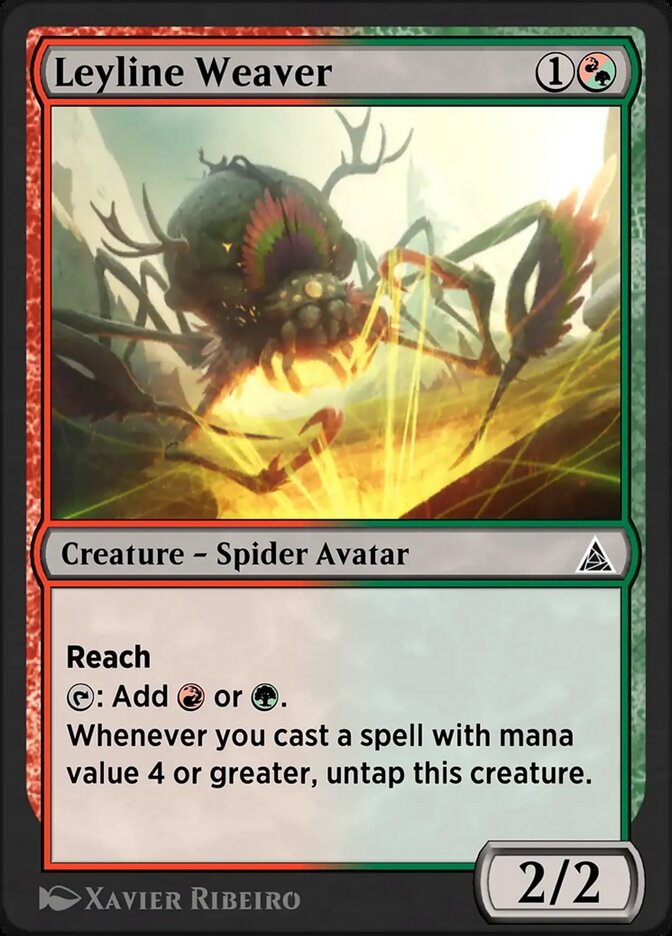 Leyline Weaver 1
Creature – Spider Avatar
Reach
: Add or .
Whenever you cast a spell with mana
value 4 or greater, untap this creature.
2/2
Xavier Ribeiro